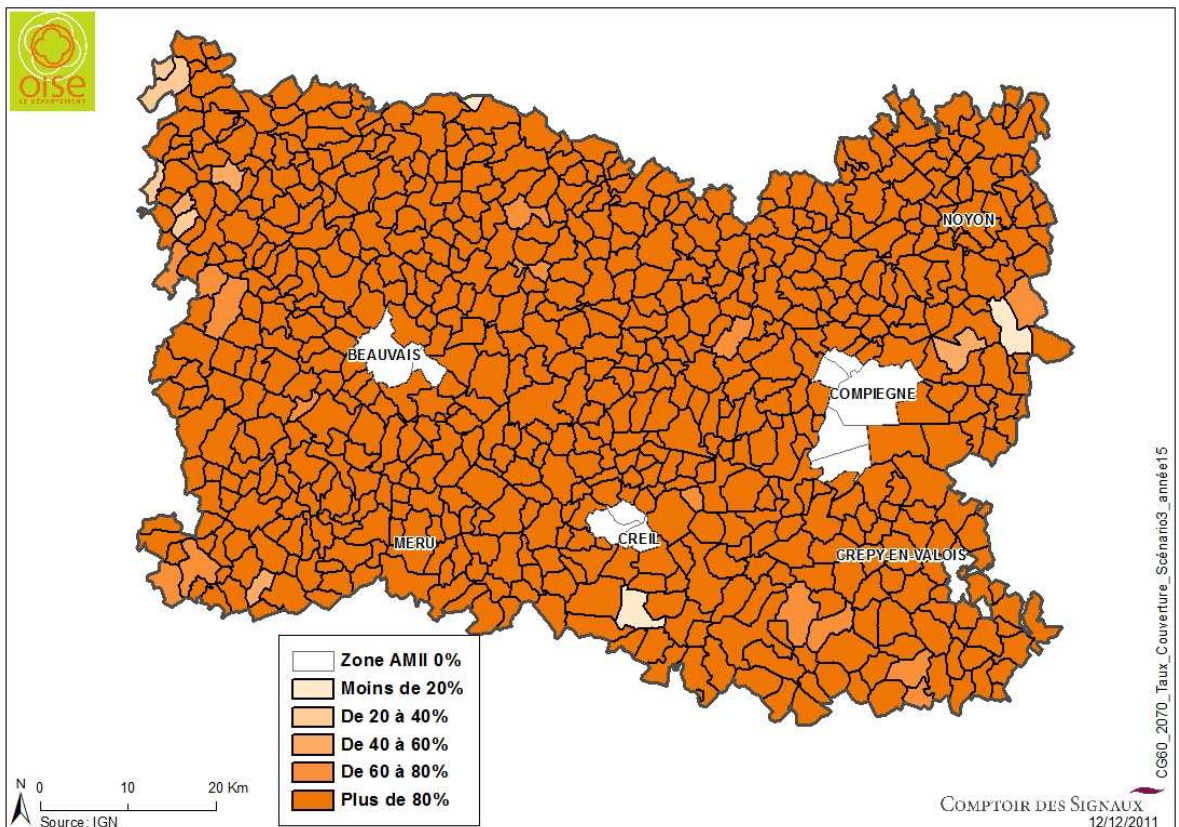 oise
LE DÉPARTEMENT
NOYON
BEAUVAIS
COMPIEGNE
CREIL
MERU
CREPY-EN-VALOIS
Zone AMII 0%
Moins de 20%
De 20 à 40%
De 40 à 60%
De 60 à 80%
Plus de 80%
N
0 10 20 Km
Source: IGN
COMPTOIR DES SIGNAUX
12/12/2011
CG60_2070_Taux_Couverture_Scénario3_année15